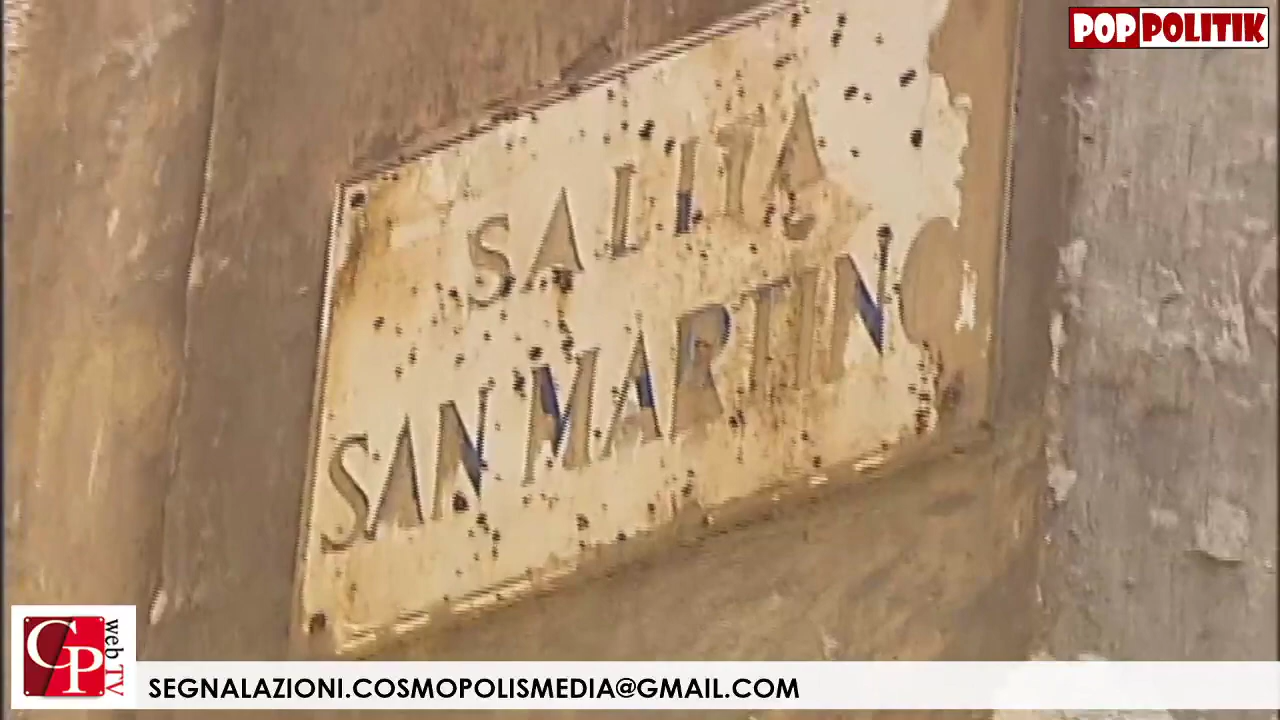 POPPOLITIK
SALITA
SAN MARTINO
CP
web TV
SEGNALAZIONI.COSMOPOLISMEDIA@GMAIL.COM